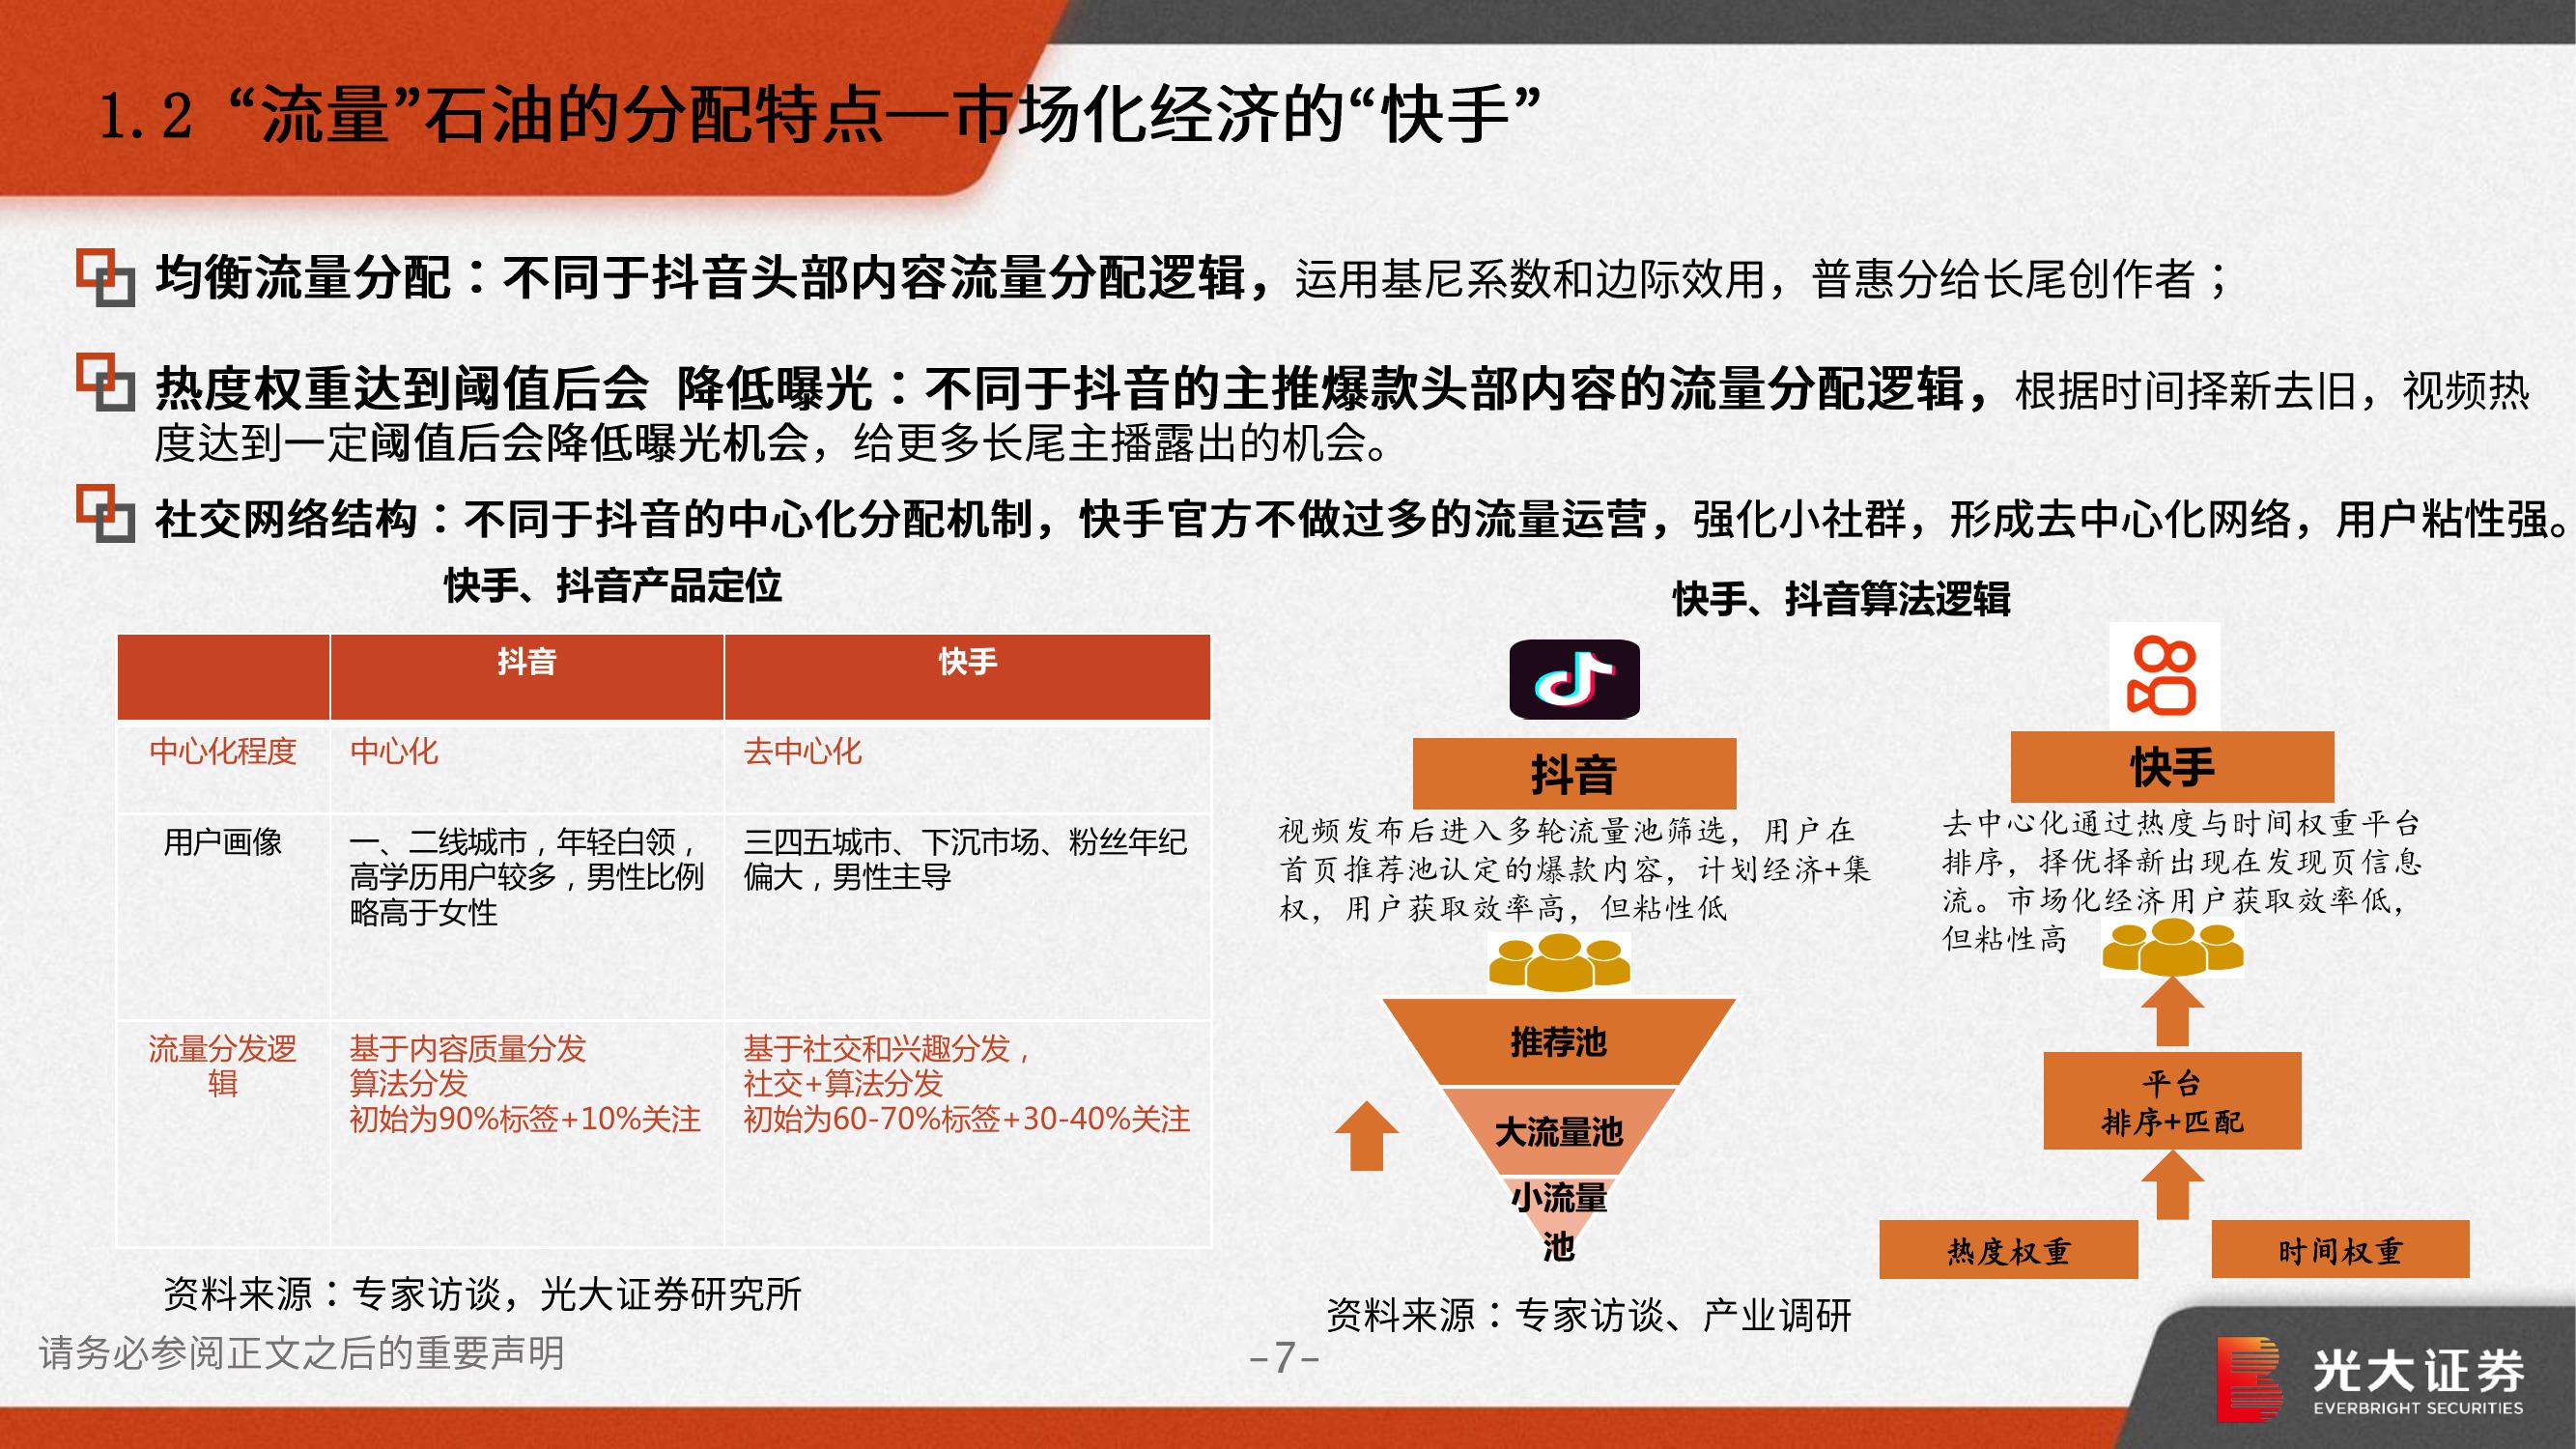 1.2 “流量”石油的分配特点—市场化经济的“快手”
均衡流量分配：不同于抖音头部内容流量分配逻辑，运用基尼系数和边际效用，普惠分给长尾创作者；
热度权重达到阈值后会 降低曝光：不同于抖音的主推爆款头部内容的流量分配逻辑，根据时间择新去旧，视频热
度达到一定阈值后会降低曝光机会，给更多长尾主播露出的机会。
社交网络结构：不同于抖音的中心化分配机制，快手官方不做过多的流量运营，强化小社群，形成去中心化网络，用户粘性强。
快手、抖音产品定位
抖音
快手
中心化程度
中心化
去中心化
用户画像
一、二线城市，年轻白领，
高学历用户较多，男性比例
略高于女性
三四五城市、下沉市场、粉丝年纪
偏大，男性主导
流量分发逻
辑
基于内容质量分发
算法分发
初始为90%标签+10%关注
基于社交和兴趣分发，
社交+算法分发
初始为60-70%标签+30-40%关注
资料来源：专家访谈，光大证券研究所
快手、抖音算法逻辑
抖音
视频发布后进入多轮流量池筛选，用户在
首页推荐池认定的爆款内容，计划经济+集
权，用户获取效率高，但粘性低
推荐池
大流量池
小流量
池
快手
去中心化通过热度与时间权重平台
排序，择优择新出现在发现页信息
流。市场化经济用户获取效率低，
但粘性高
平台
排序+匹配
热度权重
时间权重
资料来源：专家访谈、产业调研
请务必参阅正文之后的重要声明
-7-
光大证券
EVERBRIGHT SECURITIES